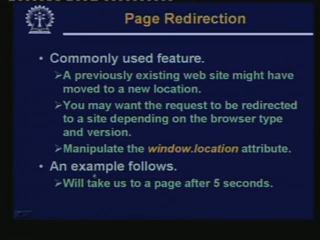 Page Redirection
• Commonly used feature.
➢A previously existing web site might have
moved to a new location.
➢You may want the request to be redirected
to a site depending on the browser type
and version.
➢Manipulate the window.location attribute.
• An example follows.
➢Will take us to a page after 5 seconds.